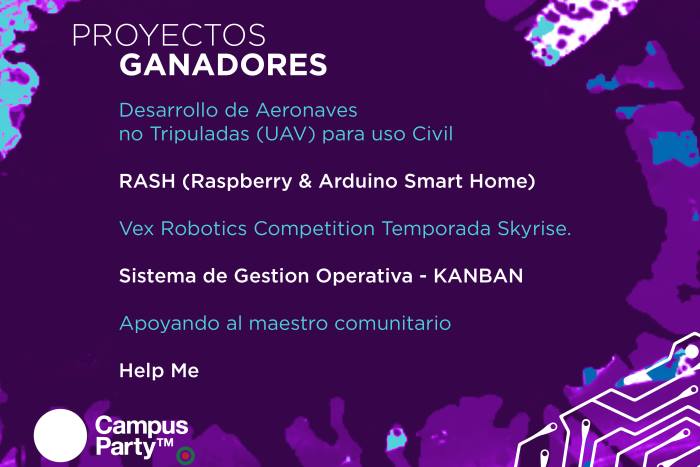 PROYECTOS
GANADORES
Desarrollo de Aeronaves
no Tripuladas (UAV) para uso Civil
RASH (Raspberry & Arduino Smart Home)
Vex Robotics Competition Temporada Skyrise.
Sistema de Gestion Operativa - KANBAN
Apoyando al maestro comunitario
Help Me
Campus
Party™